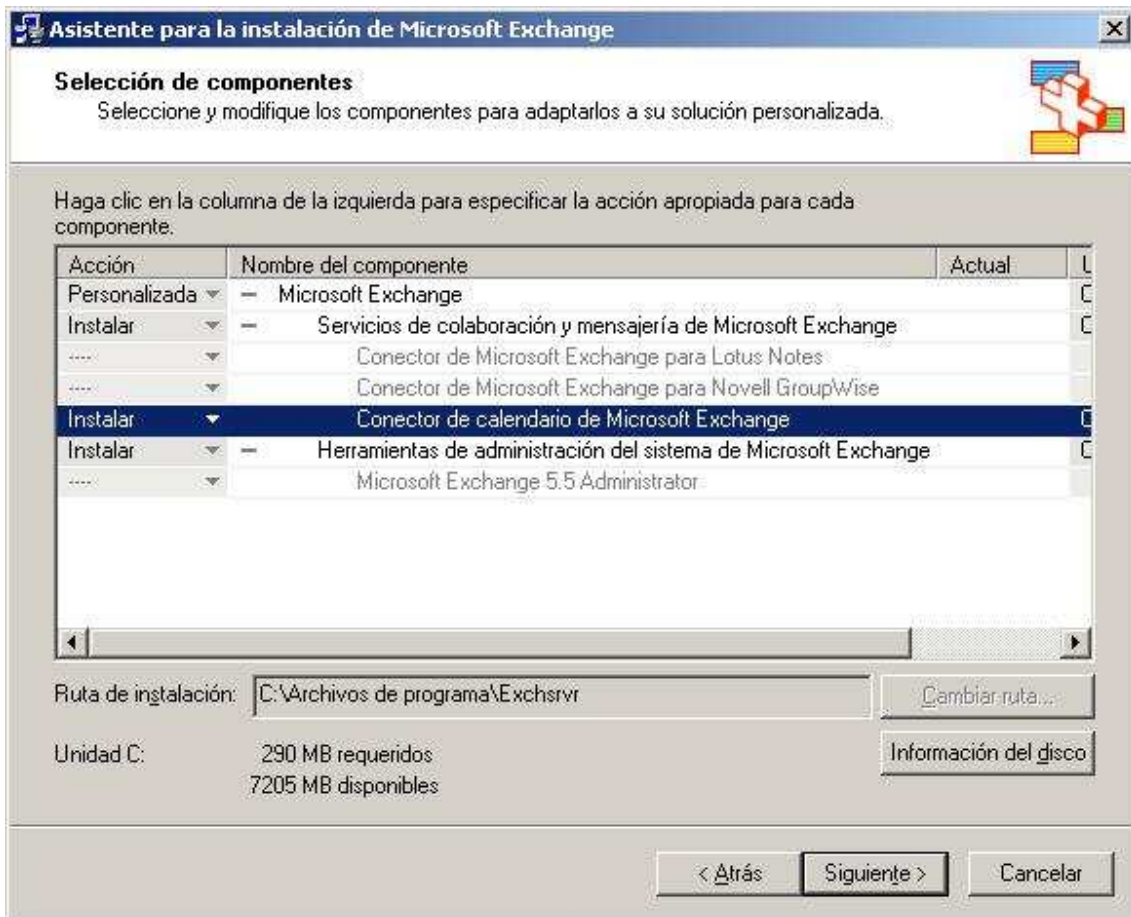 Asistente para la instalación de Microsoft Exchange
Selección de componentes
Seleccione y modifique los componentes para adaptarlos a su solución personalizada.
Haga clic en la columna de la izquierda para especificar la acción apropiada para cada
componente.
Acción Nombre del componente Actual
Personalizada Microsoft Exchange
Instalar Servicios de colaboración y mensajería de Microsoft Exchange
---- Conector de Microsoft Exchange para Lotus Notes
---- Conector de Microsoft Exchange para Novell GroupWise
Instalar Conector de calendario de Microsoft Exchange
Instalar Herramientas de administración del sistema de Microsoft Exchange
---- Microsoft Exchange 5.5 Administrator
Ruta de instalación: C:\Archivos de programa\Exchsrvr Cambiar ruta...
Unidad C: 290 MB requeridos Información del disco
7205 MB disponibles
< Atrás Siguiente > Cancelar